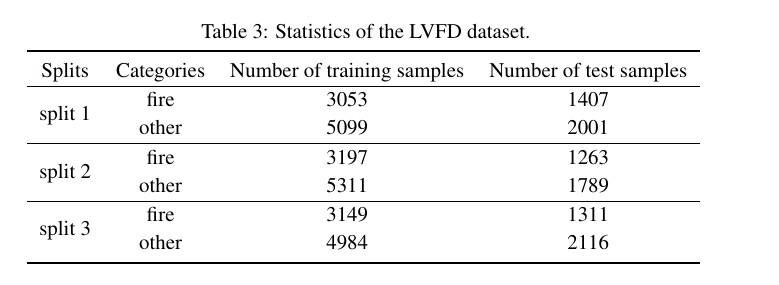 Table 3: Statistics of the LVFD dataset.
Splits Categories Number of training samples Number of test samples
split 1 fire 3053 1407
other 5099 2001
split 2 fire 3197 1263
other 5311 1789
split 3 fire 3149 1311
other 4984 2116